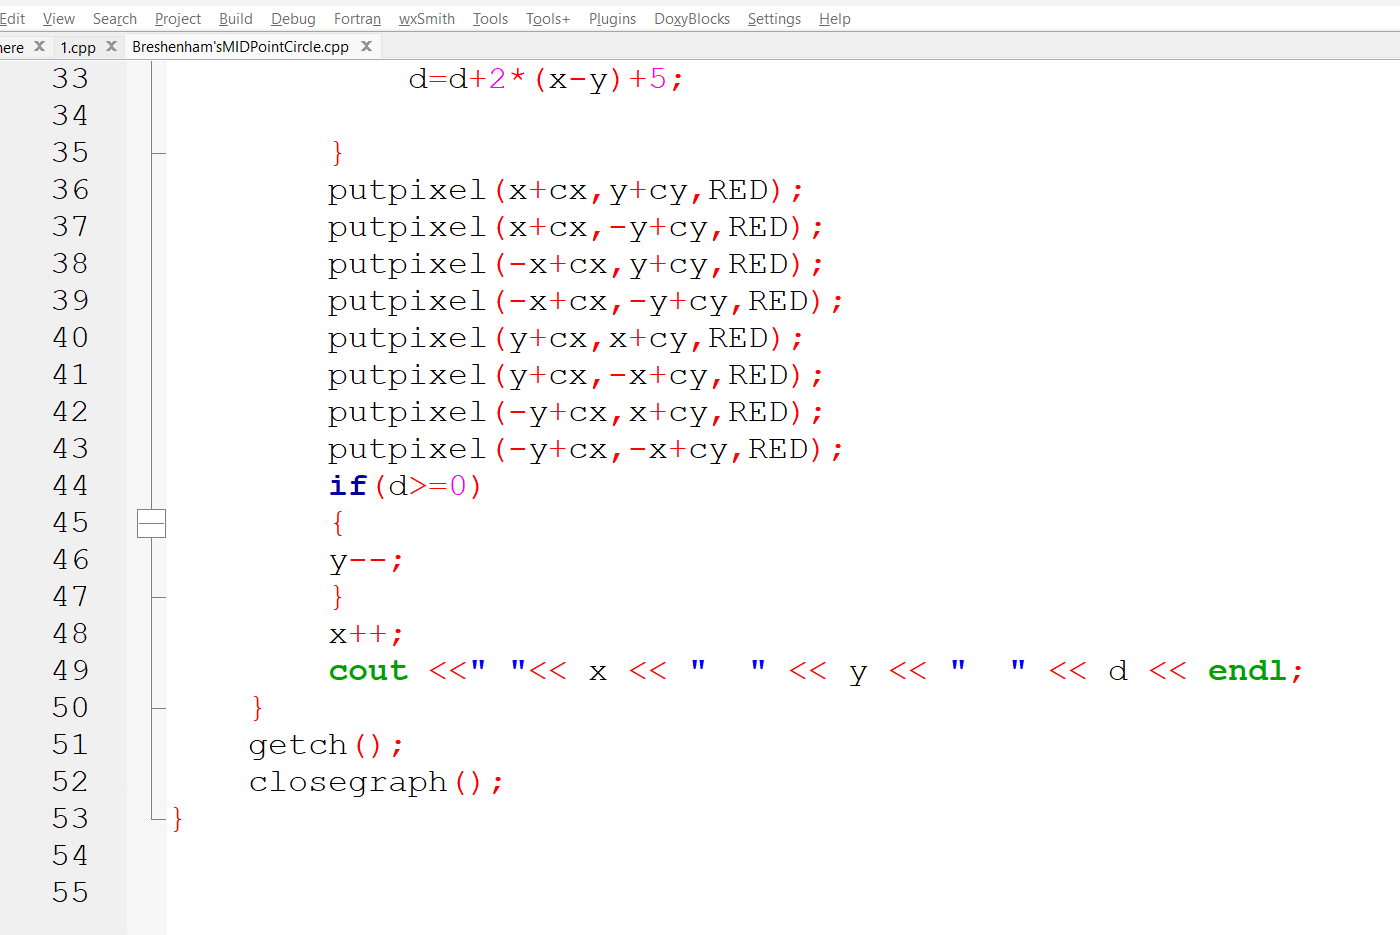 Edit View Search Project Build Debug Fortran wxSmith Tools Tools+ Plugins DoxyBlocks Settings Help
1.cpp X Breshenham'sMIDPointCircle.cpp X
33 d=d+2*(x-y)+5;
34
35 }
36 putpixel(x+cx,y+cy,RED);
37 putpixel(x+cx,-y+cy,RED);
38 putpixel(-x+cx,y+cy,RED);
39 putpixel(-x+cx,-y+cy,RED);
40 putpixel(y+cx,x+cy,RED);
41 putpixel(y+cx,-x+cy,RED);
42 putpixel(-y+cx,x+cy,RED);
43 putpixel(-y+cx,-x+cy,RED);
44 if(d>=0)
45 {
46 y--;
47 }
48 x++;
49 cout <<" "<< x << "  " << y << "  " << d << endl;
50 }
51 getch();
52 closegraph();
53 }
54
55